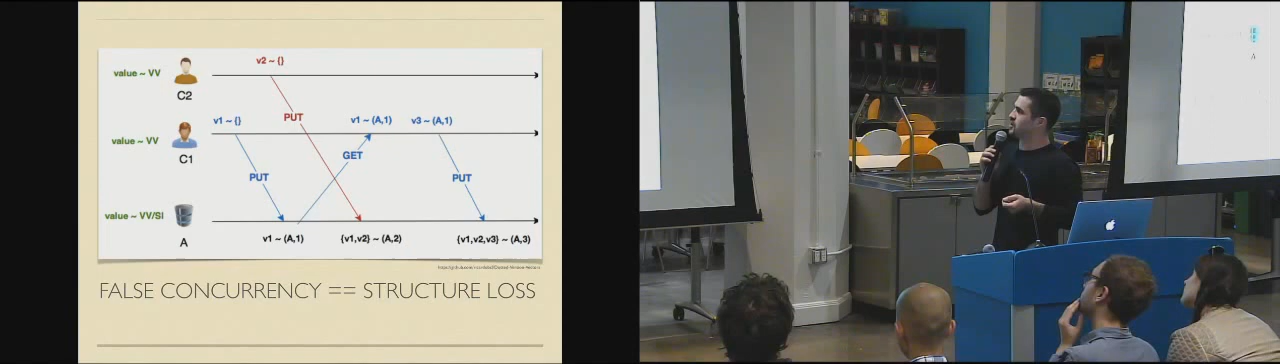 v2 ~ {}
value ~ VV
C2
PUT
v1 ~ {}
v1 ~ (A,1)
v3 ~ (A,1)
value ~ VV
C1
GET
PUT
PUT
value ~ VV/SI
A
v1 ~ (A,1)
{v1,v2} ~ (A,2)
{v1,v2,v3} ~ (A,3)
FALSE CONCURRENCY == STRUCTURE LOSS
A